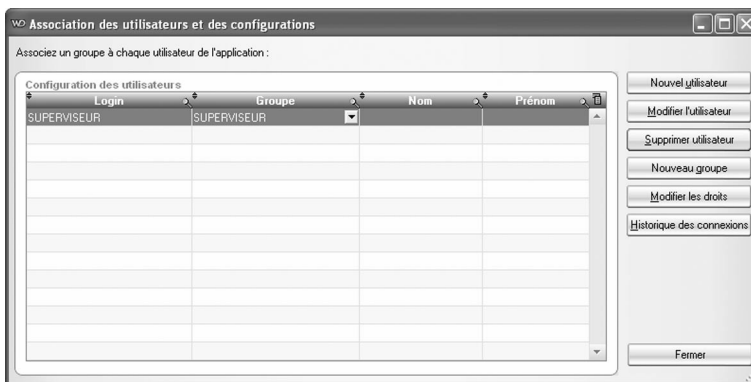 WD Association des utilisateurs et des configurations
Associez un groupe à chaque utilisateur de l'application :
Configuration des utilisateurs
Login Groupe Nom Prénom
SUPERVISEUR SUPERVISEUR
Nouvel utilisateur
Modifier l'utilisateur
Supprimer utilisateur
Nouveau groupe
Modifier les droits
Historique des connexions
Fermer